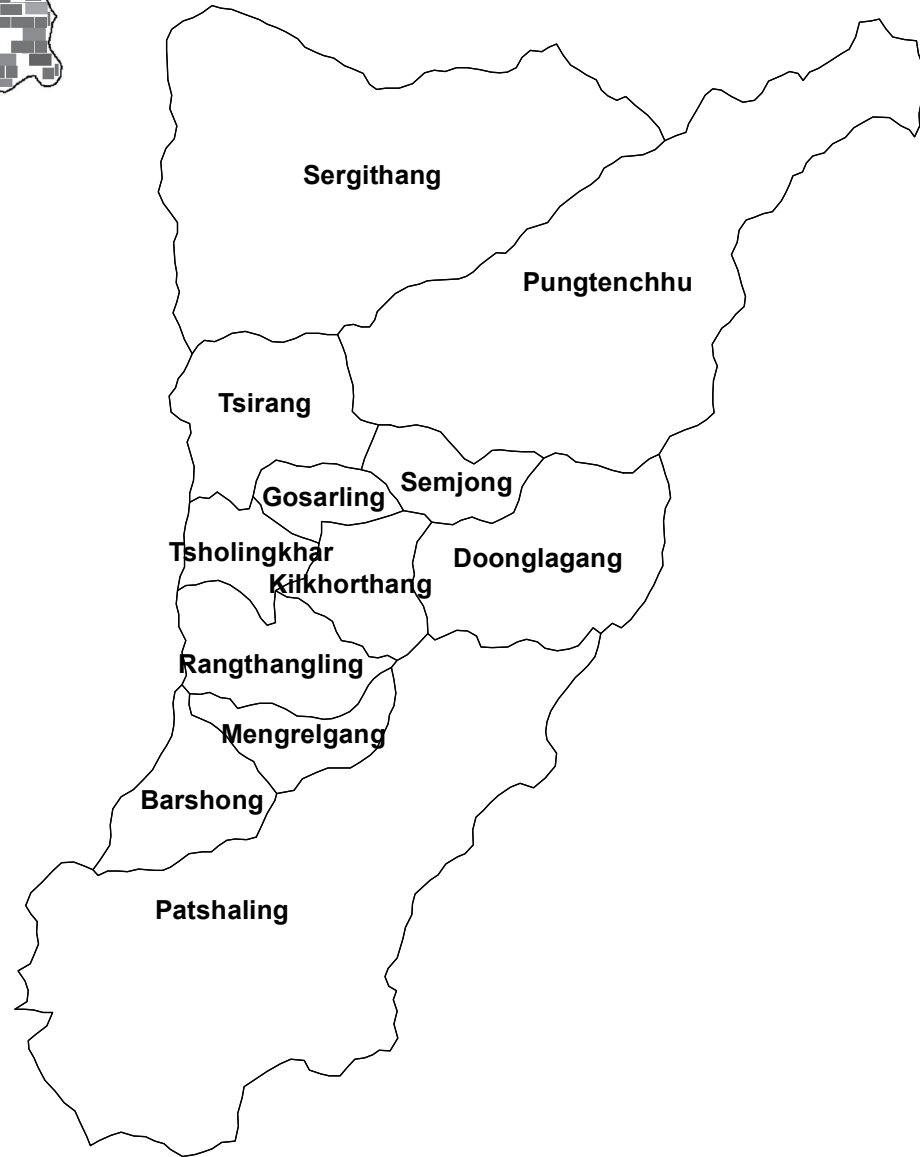 Sergithang
Pungtenchhu
Tsirang
Semjong
Gosarling
Tsholingkhar
Doonglagang
Kilkhorthang
Rangthangling
Mengrelgang
Barshong
Patshaling